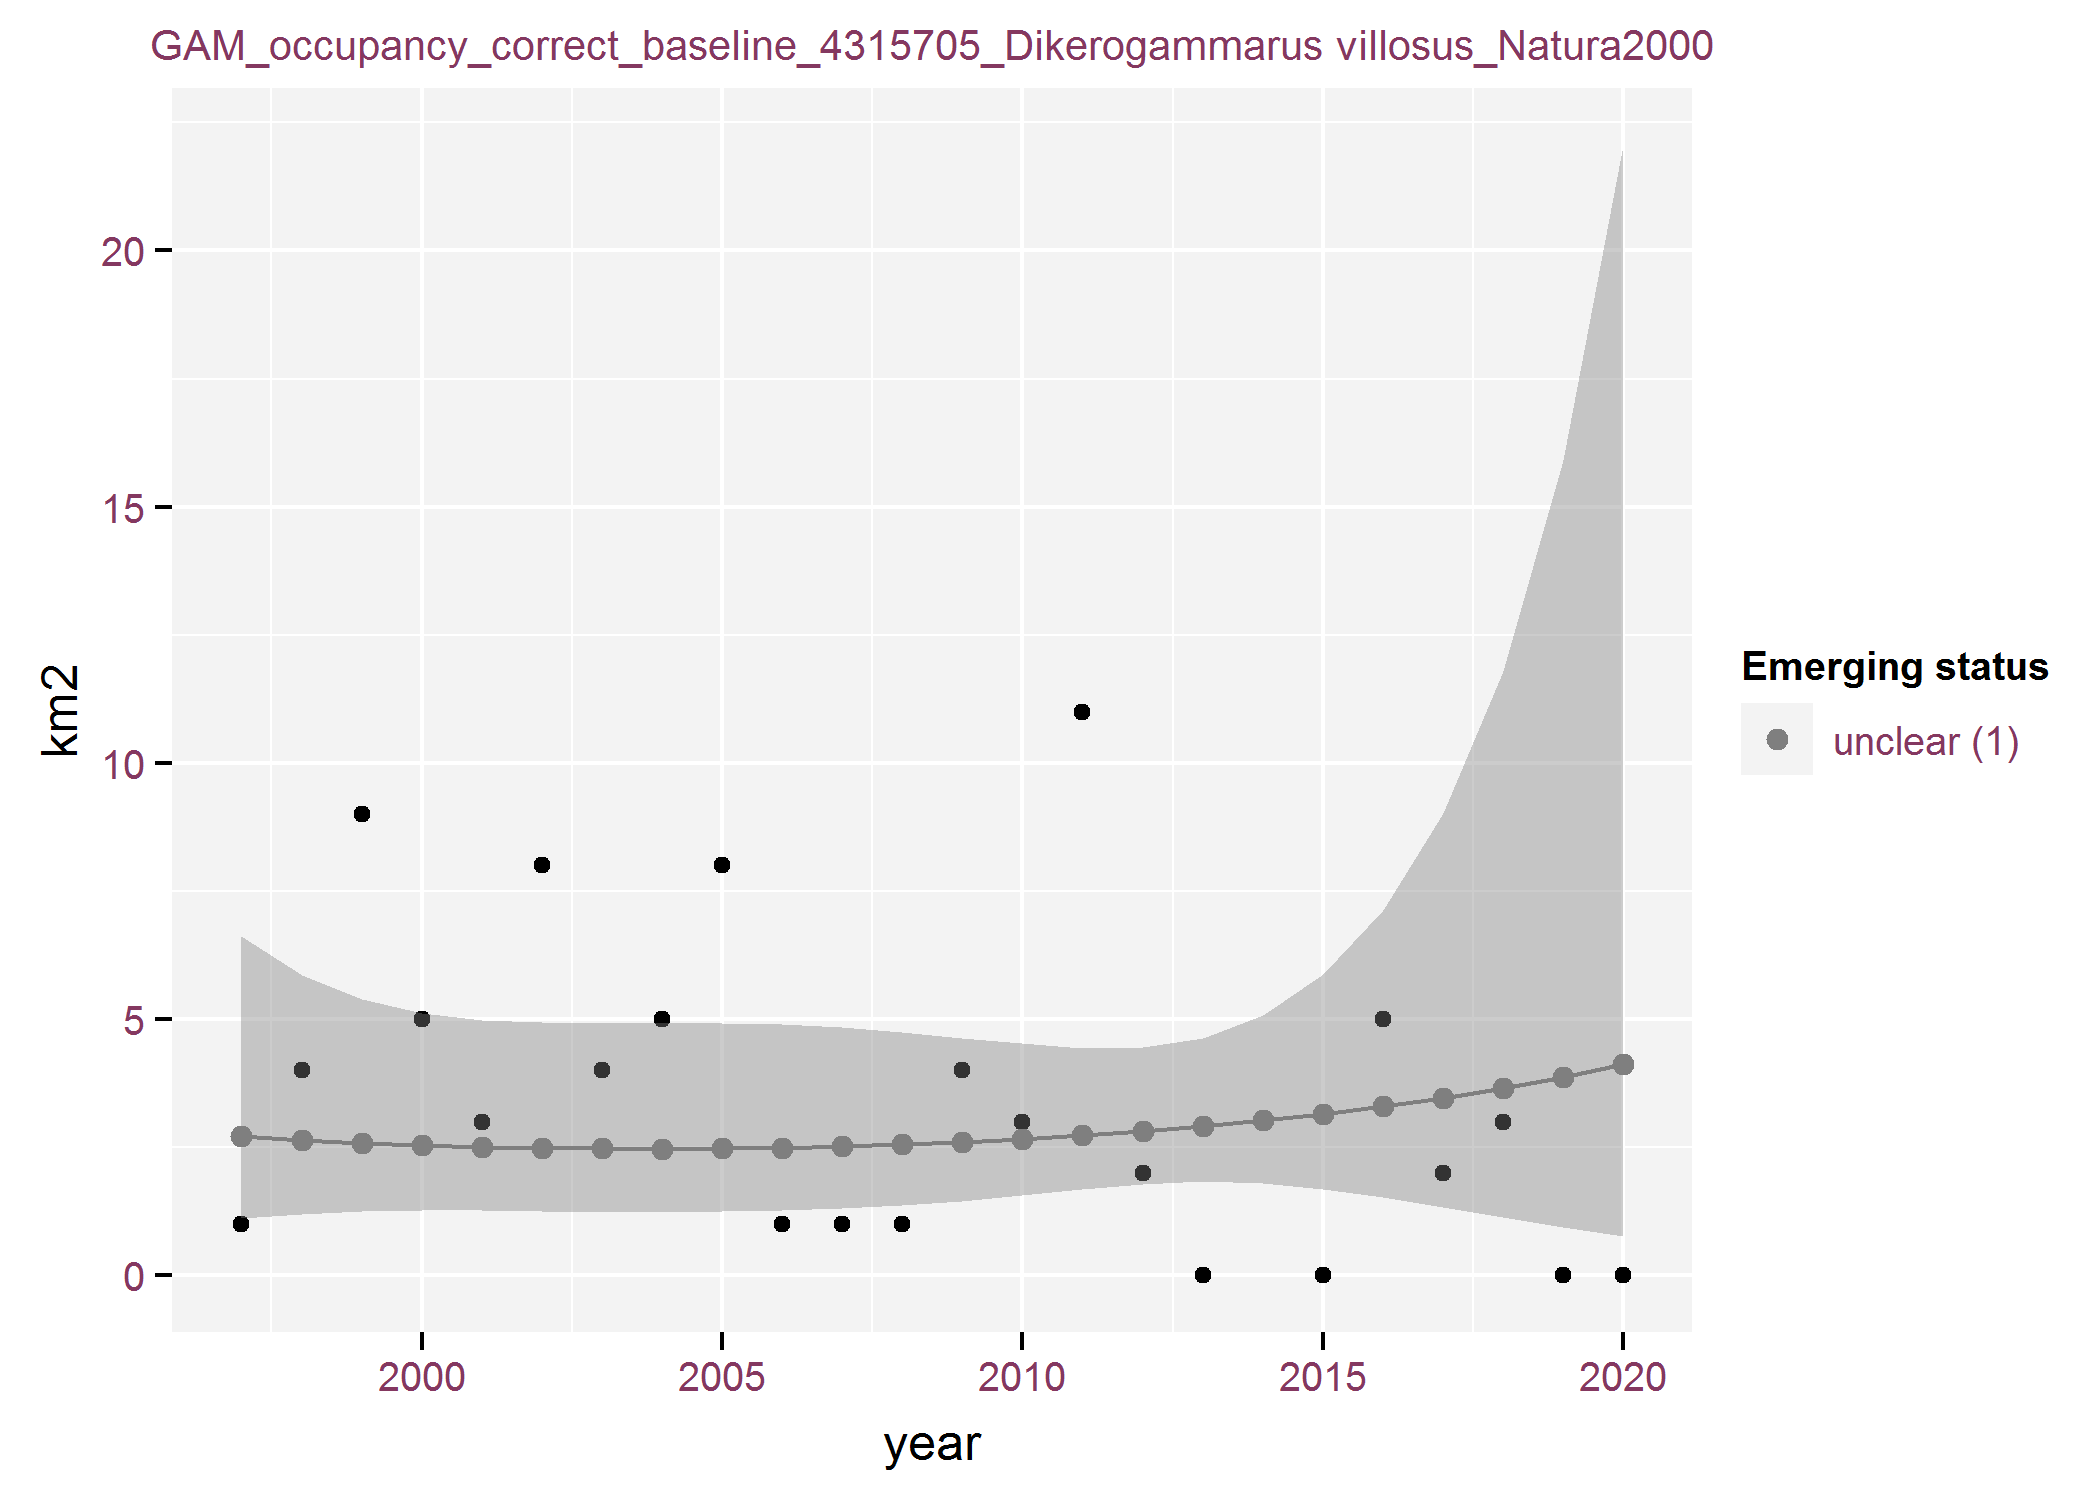 GAM_occupancy_correct_baseline_4315705_Dikerogammarus villosus_Natura2000
20
15
10
5
0
km2
2000 2005 2010 2015 2020
year
Emerging status
unclear (1)